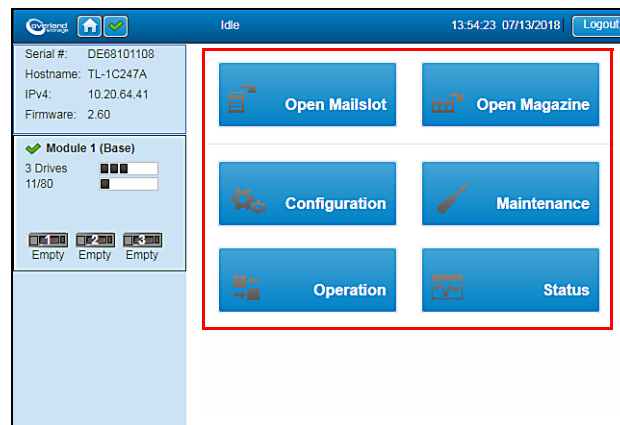 overland storage
Idle
13:54:23 07/13/2018
Logout
Serial #: DE68101108
Hostname: TL-1C247A
IPv4: 10.20.64.41
Firmware: 2.60
Module 1 (Base)
3 Drives
11/80
1 2 3
Empty Empty Empty
Open Mailslot
Open Magazine
Configuration
Maintenance
Operation
Status